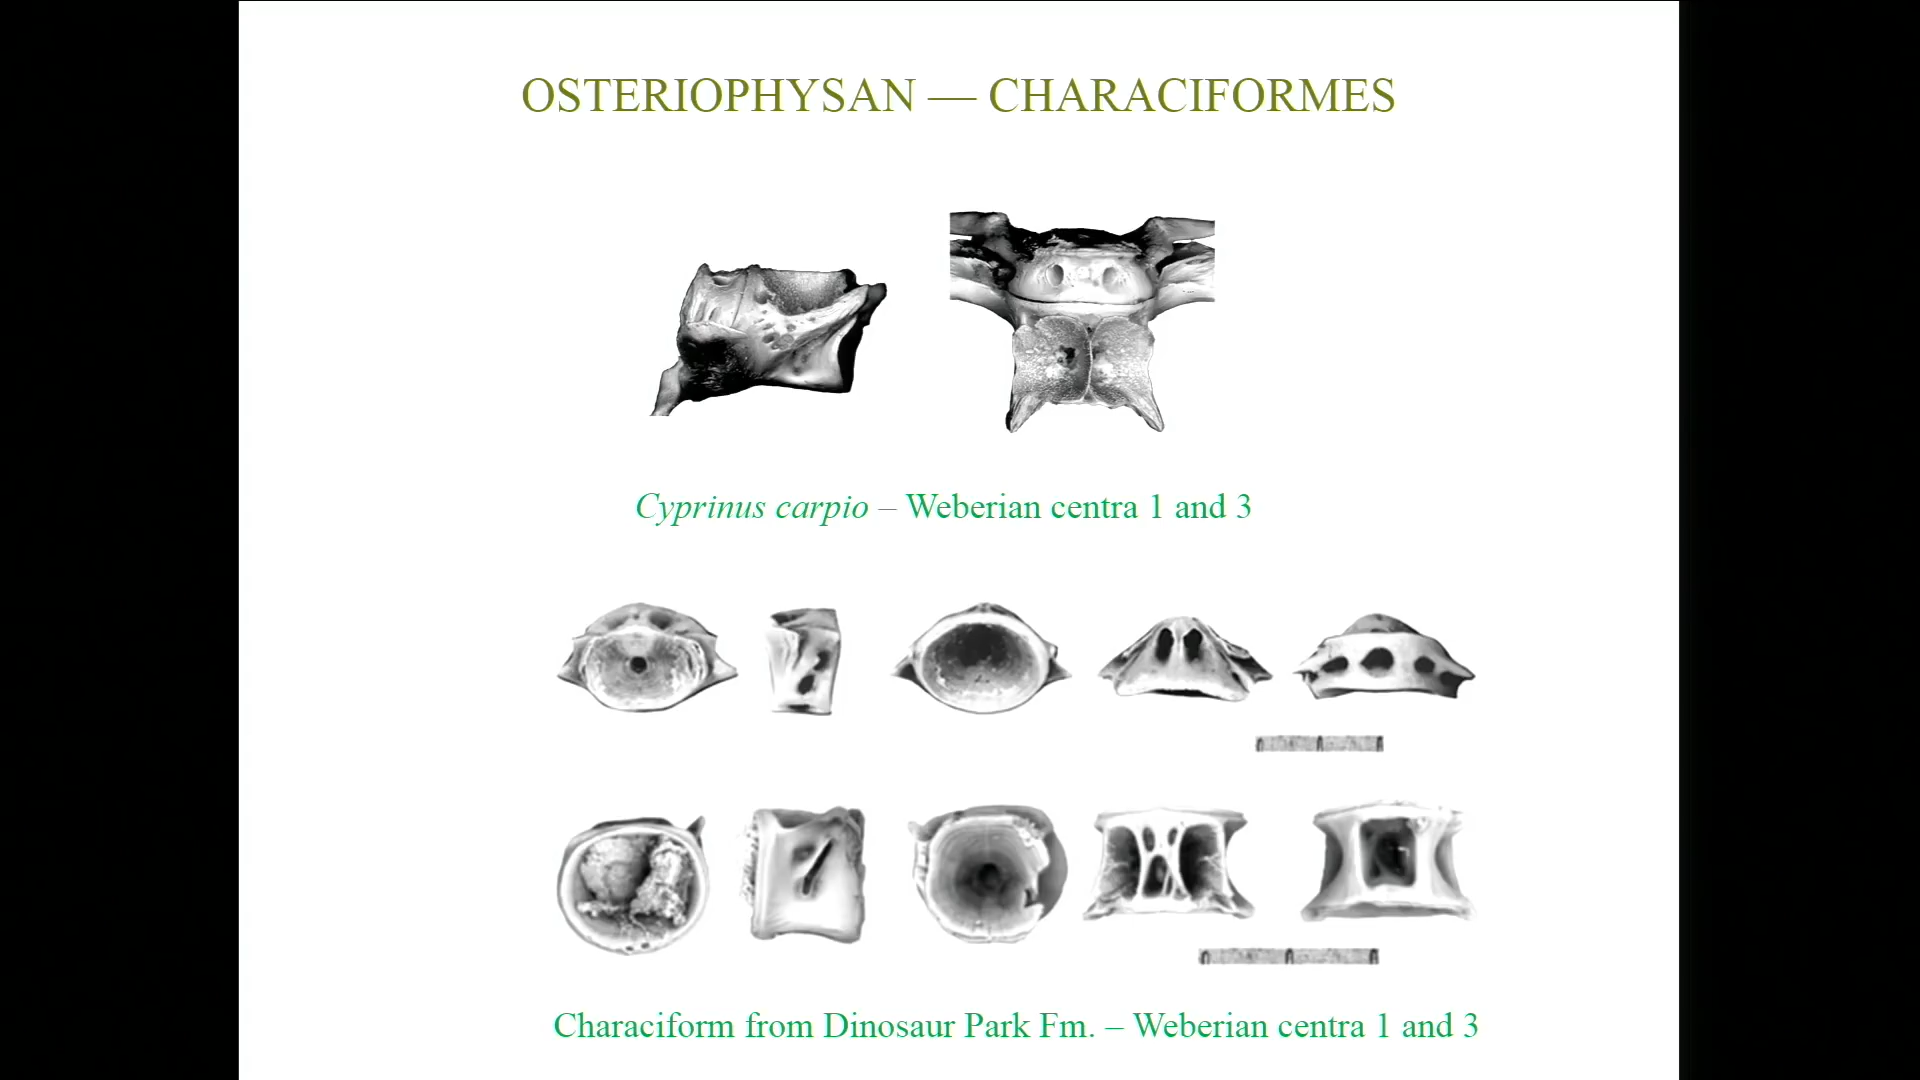 OSTERIOPHYSAN — CHARACIFORMES
Cyprinus carpio – Weberian centra 1 and 3
Characiform from Dinosaur Park Fm. – Weberian centra 1 and 3